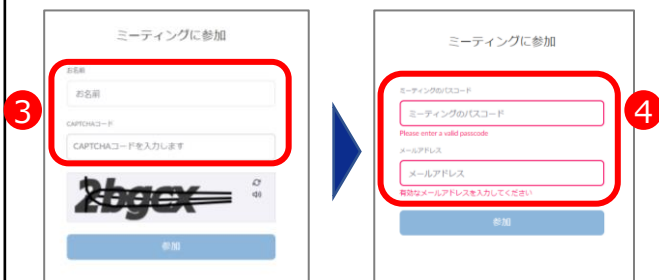 ミーティングに参加
お名前
お名前
CAPTCHAコード
CAPTCHAコードを入力します
2bgcx
参加
3
ミーティングに参加
ミーティングのパスコード
ミーティングのパスコード
Please enter a valid passcode
メールアドレス
メールアドレス
有効なメールアドレスを入力してください
参加
4